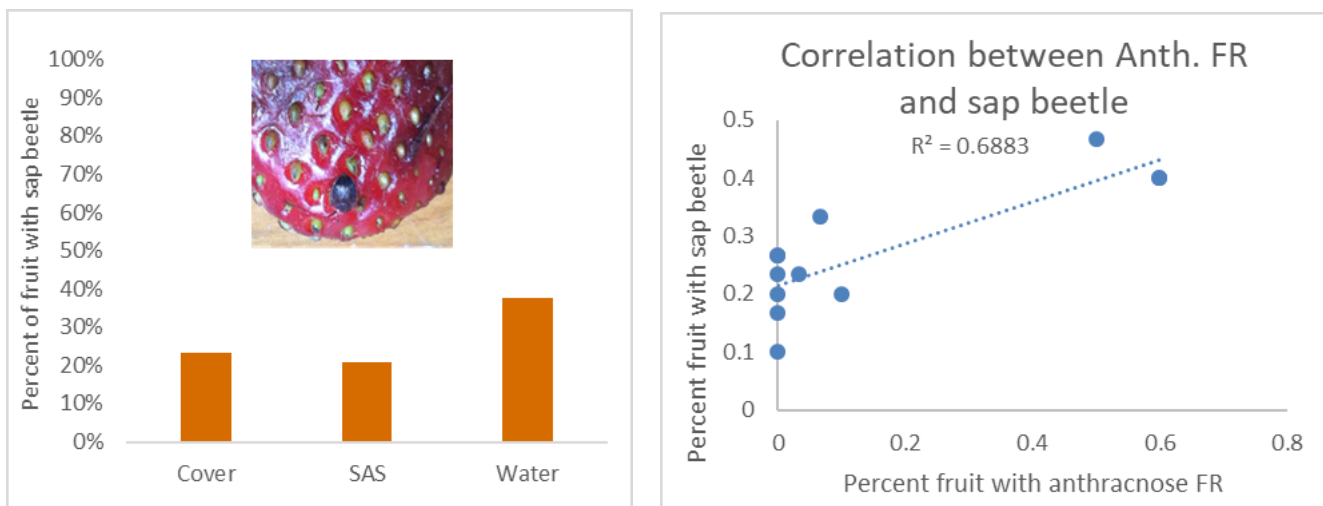 Percent of fruit with sap beetle
100%
90%
80%
70%
60%
50%
40%
30%
20%
10%
0%
Cover SAS Water
Correlation between Anth. FR
and sap beetle
R² = 0.6883
Percent fruit with sap beetle
0.5
0.4
0.3
0.2
0.1
0
0 0.2 0.4 0.6 0.8
Percent fruit with anthracnose FR